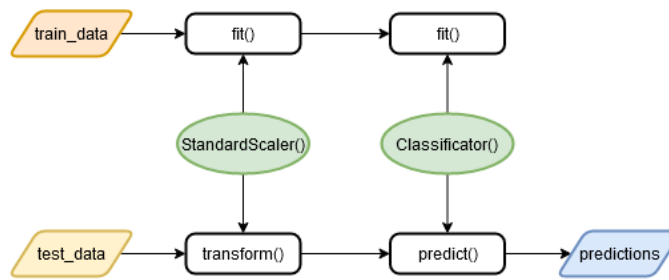 train_data
fit()
fit()
StandardScaler()
Classificator()
test_data
transform()
predict()
predictions